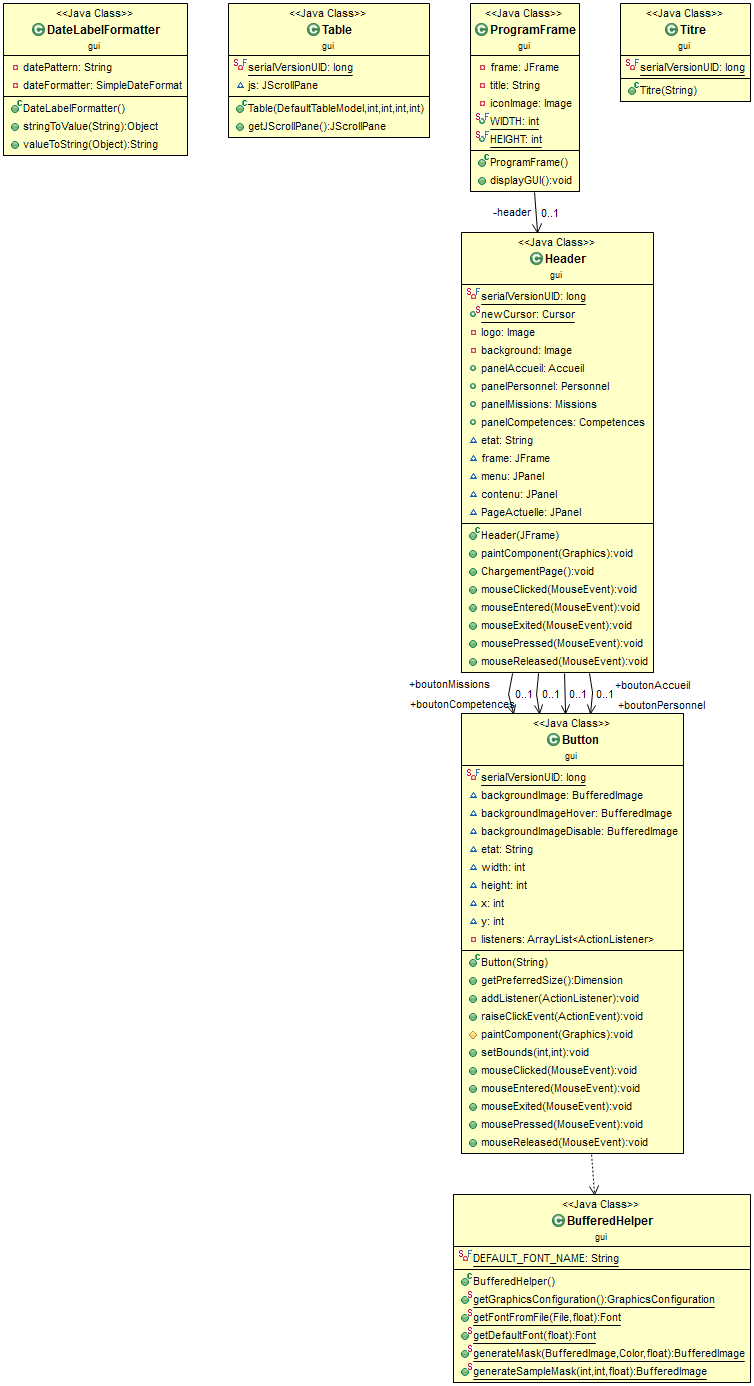 <<Java Class>>
DateLabelFormatter
gui
datePattern: String
dateFormatter: SimpleDateFormat
DateLabelFormatter()
stringToValue(String):Object
valueToString(Object):String
<<Java Class>>
Table
gui
serialVersionUID: long
js: JScrollPane
Table(DefaultTableModel,int,int,int,int)
getJScrollPane():JScrollPane
<<Java Class>>
ProgramFrame
gui
frame: JFrame
title: String
iconImage: Image
WIDTH: int
HEIGHT: int
ProgramFrame()
displayGUI():void
<<Java Class>>
Titre
gui
serialVersionUID: long
Titre(String)
-header 0..1
<<Java Class>>
Header
gui
serialVersionUID: long
newCursor: Cursor
logo: Image
background: Image
panelAccueil: Accueil
panelPersonnel: Personnel
panelMissions: Missions
panelCompetences: Competences
etat: String
frame: JFrame
menu: JPanel
contenu: JPanel
PageActuelle: JPanel
Header(JFrame)
paintComponent(Graphics):void
ChargementPage():void
mouseClicked(MouseEvent):void
mouseEntered(MouseEvent):void
mouseExited(MouseEvent):void
mousePressed(MouseEvent):void
mouseReleased(MouseEvent):void
+boutonMissions 0..1 0..1 0..1 0..1 +boutonAccueil
+boutonCompetences +boutonPersonnel
<<Java Class>>
Button
gui
serialVersionUID: long
backgroundImage: BufferedImage
backgroundImageHover: BufferedImage
backgroundImageDisable: BufferedImage
etat: String
width: int
height: int
x: int
y: int
listeners: ArrayList<ActionListener>
Button(String)
getPreferredSize():Dimension
addListener(ActionListener):void
raiseClickEvent(ActionEvent):void
paintComponent(Graphics):void
setBounds(int,int):void
mouseClicked(MouseEvent):void
mouseEntered(MouseEvent):void
mouseExited(MouseEvent):void
mousePressed(MouseEvent):void
mouseReleased(MouseEvent):void
<<Java Class>>
BufferedHelper
gui
DEFAULT_FONT_NAME: String
BufferedHelper()
getGraphicsConfiguration():GraphicsConfiguration
getFontFromFile(File,float):Font
getDefaultFont(float):Font
generateMask(BufferedImage,Color,float):BufferedImage
generateSampleMask(int,int,float):BufferedImage